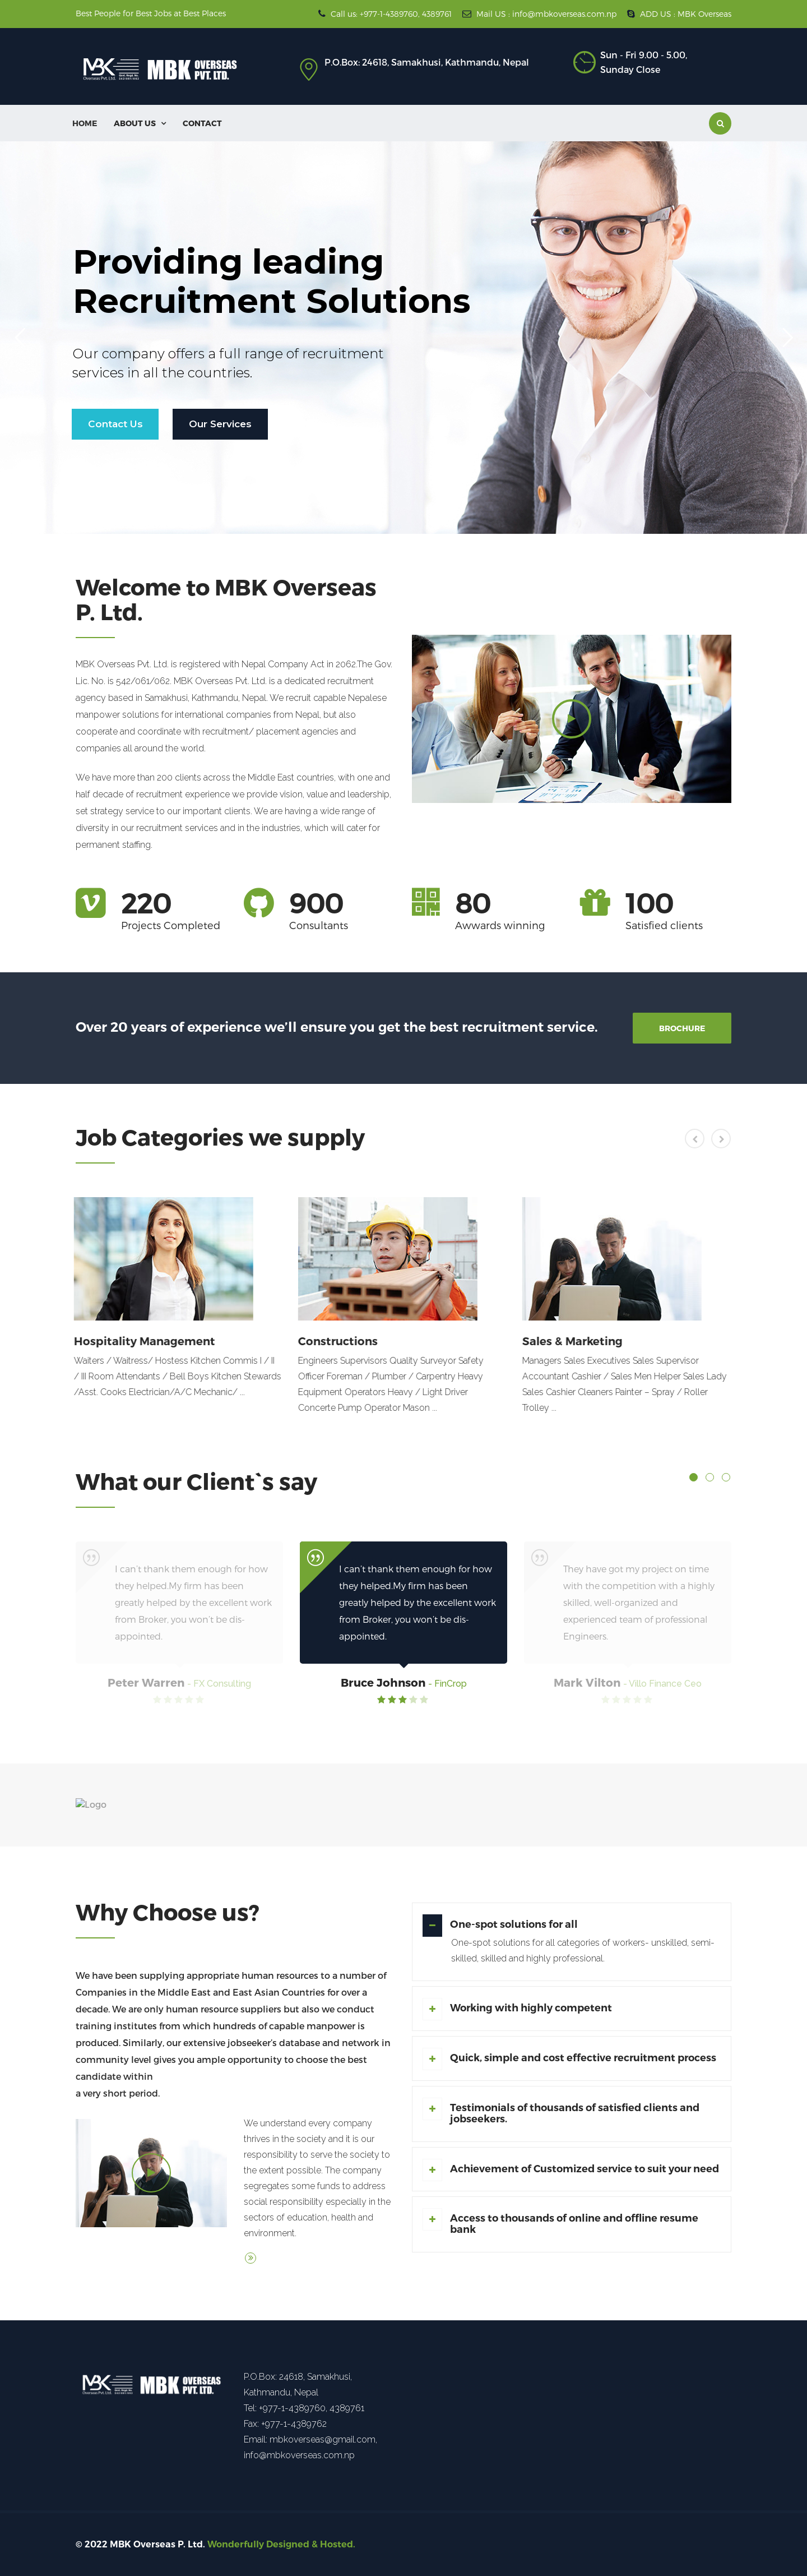 Best People for Best Jobs at Best Places
Call us: +977-1-4389760, 4389761
Mail US : info@mbkoverseas.com.np
ADD US : MBK Overseas
MBK OVERSEAS PVT. LTD.
P.O.Box: 24618, Samakhusi, Kathmandu, Nepal
Sun - Fri 9.00 - 5.00,
Sunday Close
HOME
ABOUT US
CONTACT
Providing leading
Recruitment Solutions
Our company offers a full range of recruitment
services in all the countries.
Contact Us
Our Services
Welcome to MBK Overseas
P. Ltd.
MBK Overseas Pvt. Ltd. is registered with Nepal Company Act in 2062.The Gov.
Lic. No. is 542/061/062. MBK Overseas Pvt. Ltd. is a dedicated recruitment
agency based in Samakhusi, Kathmandu, Nepal. We recruit capable Nepalese
manpower solutions for international companies from Nepal, but also
cooperate and coordinate with recruitment/ placement agencies and
companies all around the world.
We have more than 200 clients across the Middle East countries, with one and
half decade of recruitment experience we provide vision, value and leadership,
set strategy service to our important clients. We are having a wide range of
diversity in our recruitment services and in the industries, which will cater for
permanent staffing.
220
Projects Completed
900
Consultants
80
Awwards winning
100
Satisfied clients
Over 20 years of experience we'll ensure you get the best recruitment service.
BROCHURE
Job Categories we supply
Hospitality Management
Waiters / Waitress/ Hostess Kitchen Commis I / II
/ III Room Attendants / Bell Boys Kitchen Stewards
/Asst. Cooks Electrician/A/C Mechanic/ ...
Constructions
Engineers Supervisors Quality Surveyor Safety
Officer Foreman / Plumber / Carpentry Heavy
Equipment Operators Heavy / Light Driver
Concerte Pump Operator Mason ...
Sales & Marketing
Managers Sales Executives Sales Supervisor
Accountant Cashier / Sales Men Helper Sales Lady
Sales Cashier Cleaners Painter – Spray / Roller
Trolley ...
What our Client`s say
I can't thank them enough for how
they helped.My firm has been
greatly helped by the excellent work
from Broker, you won't be dis-
appointed.
Peter Warren - FX Consulting
I can't thank them enough for how
they helped.My firm has been
greatly helped by the excellent work
from Broker, you won't be dis-
appointed.
Bruce Johnson - FinCrop
They have got my project on time
with the competition with a highly
skilled, well-organized and
experienced team of professional
Engineers.
Mark Vilton - Villo Finance Ceo
Logo
Why Choose us?
We have been supplying appropriate human resources to a number of
Companies in the Middle East and East Asian Countries for over a
decade. We are only human resource suppliers but also we conduct
training institutes from which hundreds of capable manpower is
produced. Similarly, our extensive jobseeker's database and network in
community level gives you ample opportunity to choose the best
candidate within
a very short period.
We understand every company
thrives in the society and it is our
responsibility to serve the society to
the extent possible. The company
segregates some funds to address
social responsibility especially in the
sectors of education, health and
environment.
One-spot solutions for all
One-spot solutions for all categories of workers- unskilled, semi-
skilled, skilled and highly professional.
Working with highly competent
Quick, simple and cost effective recruitment process
Testimonials of thousands of satisfied clients and
jobseekers.
Achievement of Customized service to suit your need
Access to thousands of online and offline resume
bank
MBK OVERSEAS PVT. LTD.
P.O.Box: 24618, Samakhusi,
Kathmandu, Nepal
Tel: +977-1-4389760, 4389761
Fax: +977-1-4389762
Email: mbkoverseas@gmail.com,
info@mbkoverseas.com.np
© 2022 MBK Overseas P. Ltd. Wonderfully Designed & Hosted.